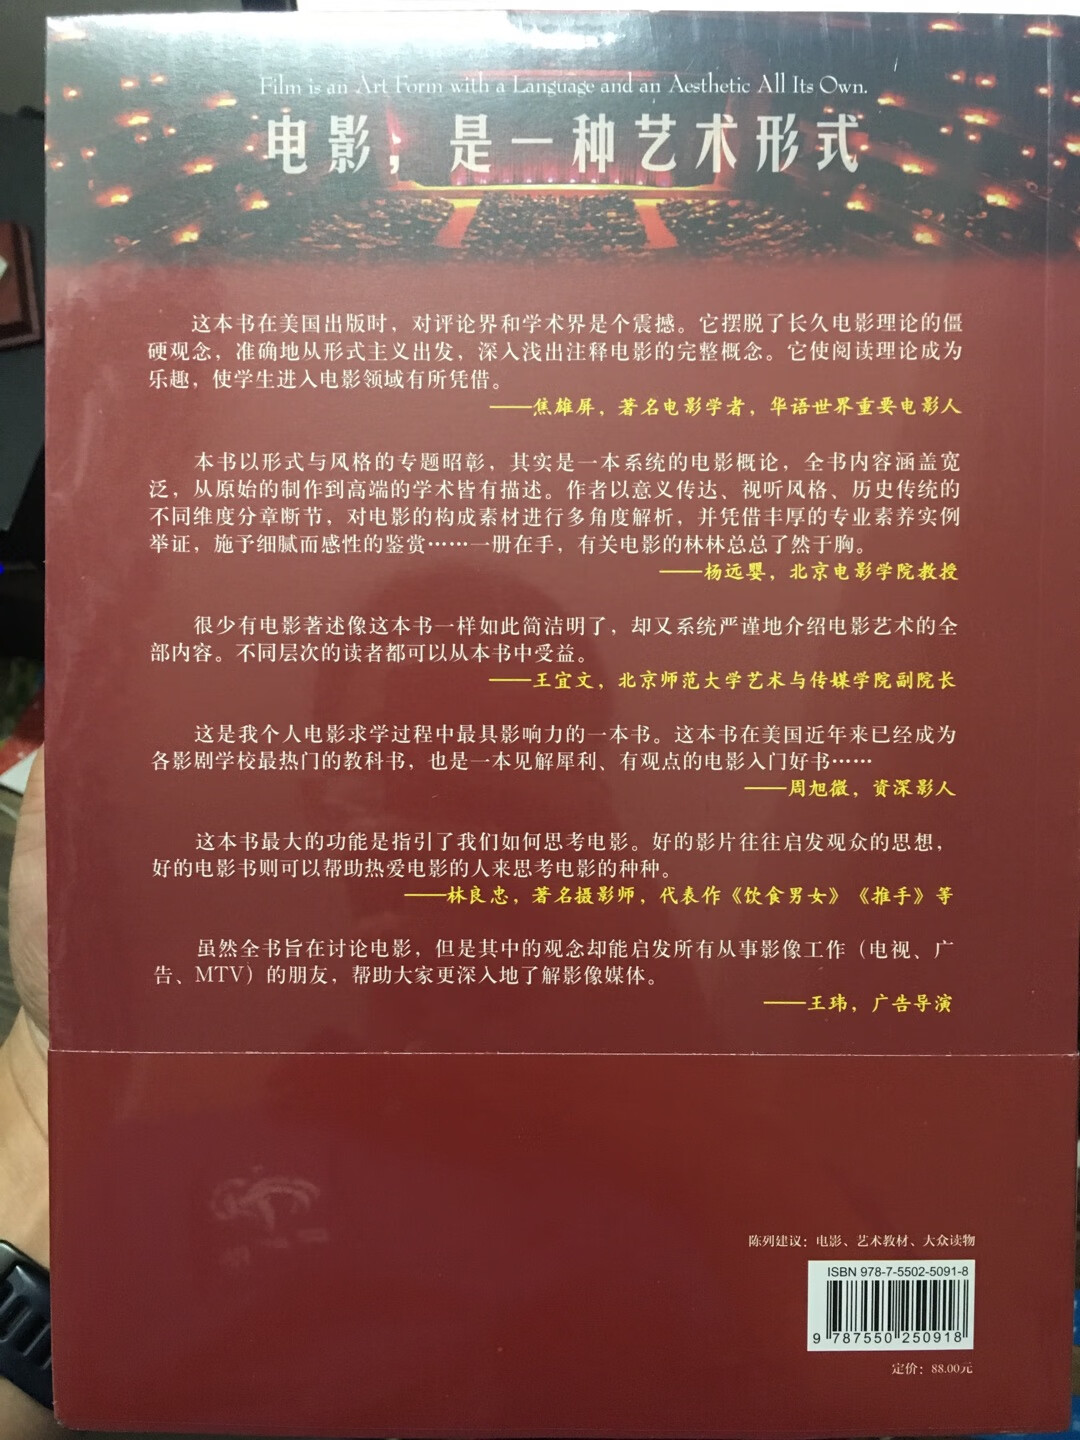 Film is an Art Form with a Language and an Aesthetic All Its Own.
电影；是一种艺术形式
这本书在美国出版时，对评论界和学术界是个震撼。它摆脱了长久电影理论的僵
硬观念，准确地从形式主义出发，深入浅出注释电影的完整概念。它使阅读理论成为
乐趣，使学生进入电影领域有所凭借。
——焦雄屏，著名电影学者，华语世界重要电影人
本书以形式与风格的专题昭彰，其实是一本系统的电影概论，全书内容涵盖宽
泛，从原始的制作到高端的学术皆有描述。作者以意义传达、视听风格、历史传统的
不同维度分章断节，对电影的构成素材进行多角度解析，并凭借丰厚的专业素养实例
举证，施予细腻而感性的鉴赏……一册在手，有关电影的林林总总了然于胸。
——杨远婴，北京电影学院教授
很少有电影著述像这本书一样如此简洁明了，却又系统严谨地介绍电影艺术的全
部内容。不同层次的读者都可以从本书中受益。
——王宜文，北京师范大学艺术与传媒学院副院长
这是我个人电影求学过程中最具影响力的一本书。这本书在美国近年来已经成为
各影剧学校最热门的教科书，也是一本见解犀利、有观点的电影入门好书……
——周旭微，资深影人
这本书最大的功能是指引了我们如何思考电影。好的影片往往启发观众的思想，
好的电影书则可以帮助热爱电影的人来思考电影的种种。
——林良忠，著名摄影师，代表作《饮食男女》《推手》等
虽然全书旨在讨论电影，但是其中的观念却能启发所有从事影像工作（电视、广
告、MTV）的朋友，帮助大家更深入地了解影像媒体。
——王玮，广告导演
陈列建议：电影、艺术教材、大众读物
ISBN 978-7-5502-5091-8
9 787550 250918
定价：88.00元